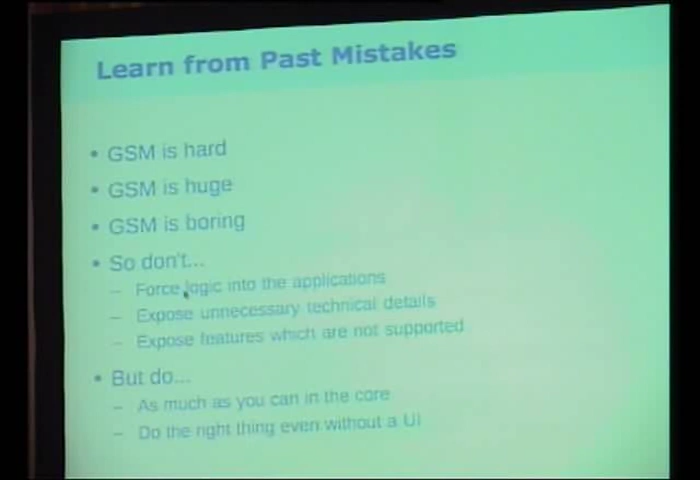 Learn from Past Mistakes
• GSM is hard
• GSM is huge
• GSM is boring
• So don't...
– Force logic into the applications
– Expose unnecessary technical details
– Expose features which are not supported
• But do...
– As much as you can in the core
– Do the right thing even without a UI